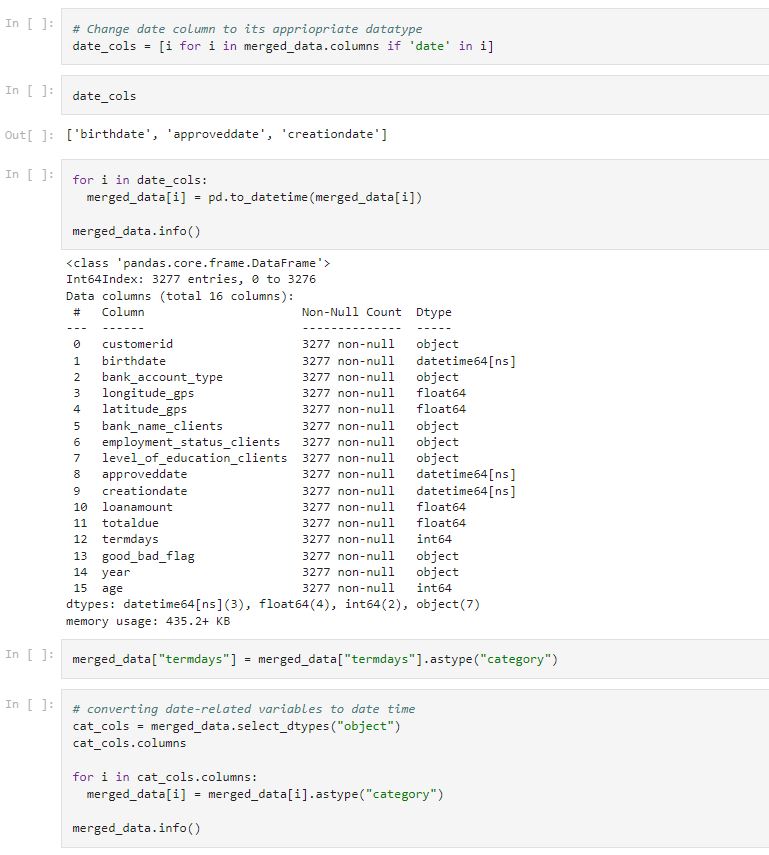 In [ ]:
# Change date column to its appriopriate datatype
date_cols = [i for i in merged_data.columns if 'date' in i]
In [ ]:
date_cols
Out[ ]: ['birthdate', 'approveddate', 'creationdate']
In [ ]:
for i in date_cols:
  merged_data[i] = pd.to_datetime(merged_data[i])
merged_data.info()
<class 'pandas.core.frame.DataFrame'>
Int64Index: 3277 entries, 0 to 3276
Data columns (total 16 columns):
 #   Column                      Non-Null Count  Dtype
---  ------                      --------------  -----
 0   customerid                  3277 non-null   object
 1   birthdate                   3277 non-null   datetime64[ns]
 2   bank_account_type           3277 non-null   object
 3   longitude_gps               3277 non-null   float64
 4   latitude_gps                3277 non-null   float64
 5   bank_name_clients           3277 non-null   object
 6   employment_status_clients   3277 non-null   object
 7   level_of_education_clients  3277 non-null   object
 8   approveddate                3277 non-null   datetime64[ns]
 9   creationdate                3277 non-null   datetime64[ns]
 10  loanamount                  3277 non-null   float64
 11  totaldue                    3277 non-null   float64
 12  termdays                    3277 non-null   int64
 13  good_bad_flag               3277 non-null   object
 14  year                        3277 non-null   object
 15  age                         3277 non-null   int64
dtypes: datetime64[ns](3), float64(4), int64(2), object(7)
memory usage: 435.2+ KB
In [ ]:
merged_data["termdays"] = merged_data["termdays"].astype("category")
In [ ]:
# converting date-related variables to date time
cat_cols = merged_data.select_dtypes("object")
cat_cols.columns
for i in cat_cols.columns:
  merged_data[i] = merged_data[i].astype("category")
merged_data.info()